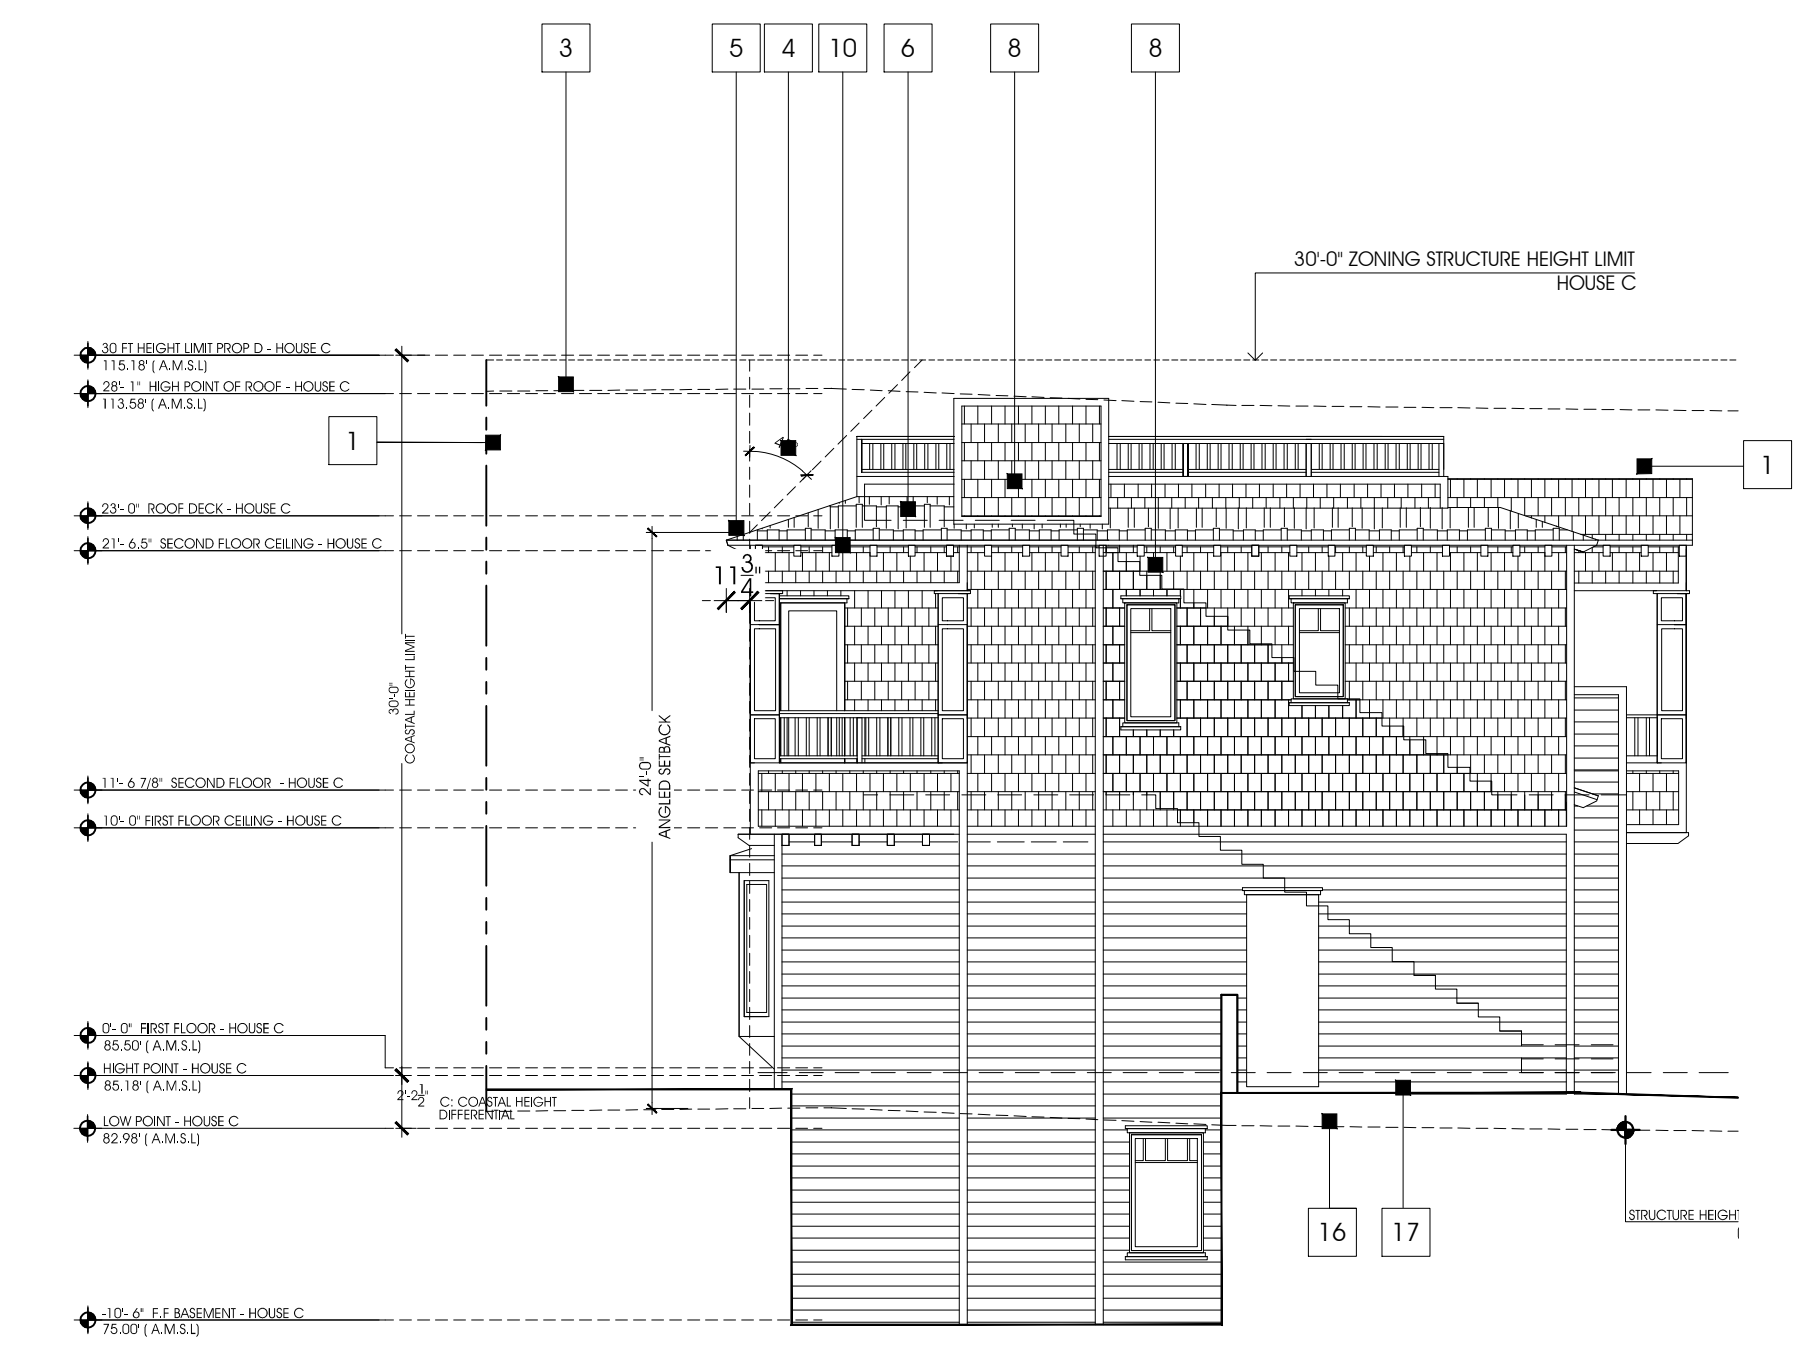 3
5
4
10
6
8
8
30'-0" ZONING STRUCTURE HEIGHT LIMIT
HOUSE C
30 FT HEIGHT LIMIT PROP D - HOUSE C
115.18' ( A.M.S.L)
28'- 1" HIGH POINT OF ROOF - HOUSE C
113.58' ( A.M.S.L)
1
1
23'- 0" ROOF DECK - HOUSE C
21'- 6.5" SECOND FLOOR CEILING - HOUSE C
11 3/4"
30'-0"
COASTAL HEIGHT LIMIT
24'-0"
ANGLED SETBACK
11'- 6 7/8" SECOND FLOOR - HOUSE C
10'- 0" FIRST FLOOR CEILING - HOUSE C
0'- 0" FIRST FLOOR - HOUSE C
85.50' ( A.M.S.L)
HIGHT POINT - HOUSE C
85.18' ( A.M.S.L)
2'-2 1/2"
C: COASTAL HEIGHT
DIFFERENTIAL
LOW POINT - HOUSE C
82.98' ( A.M.S.L)
16
17
STRUCTURE HEIGHT
-10'- 6" F.F BASEMENT - HOUSE C
75.00' ( A.M.S.L)